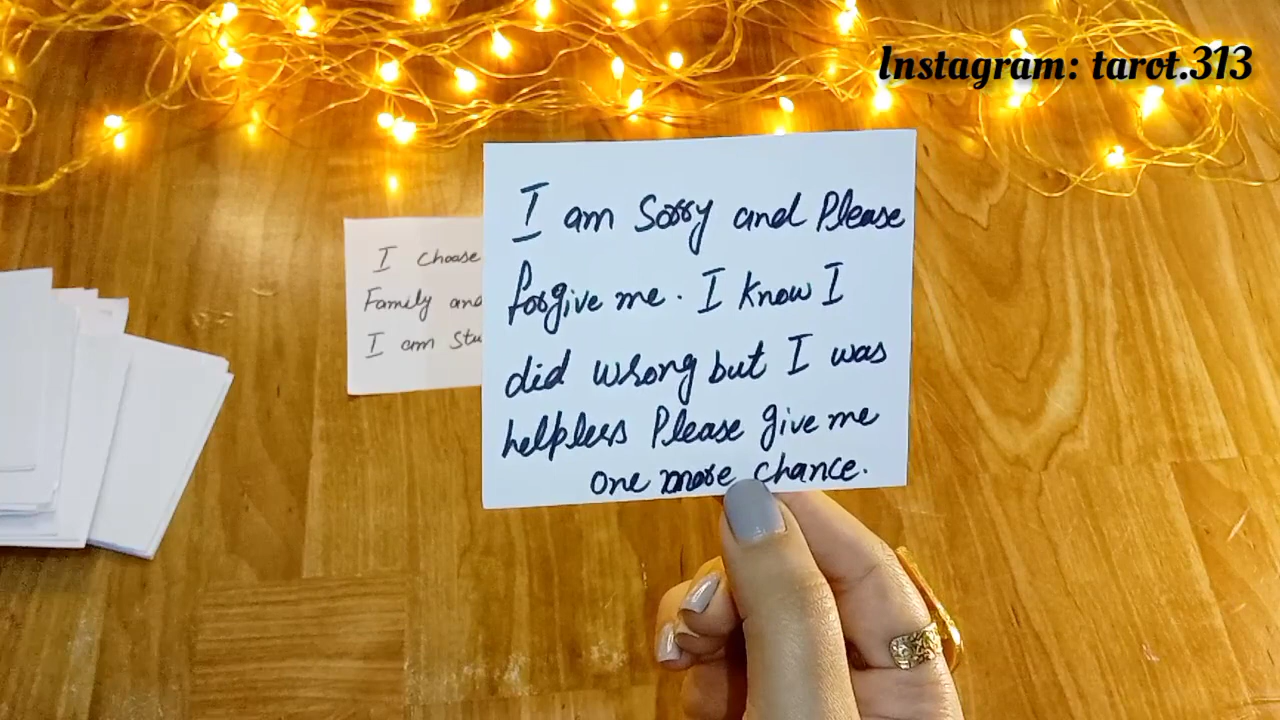 Instagram: tarot.313
I am Sorry and Please
forgive me. I know I
did wrong but I was
helpless Please give me
one more chance.
I choose
Family and
I am Stu